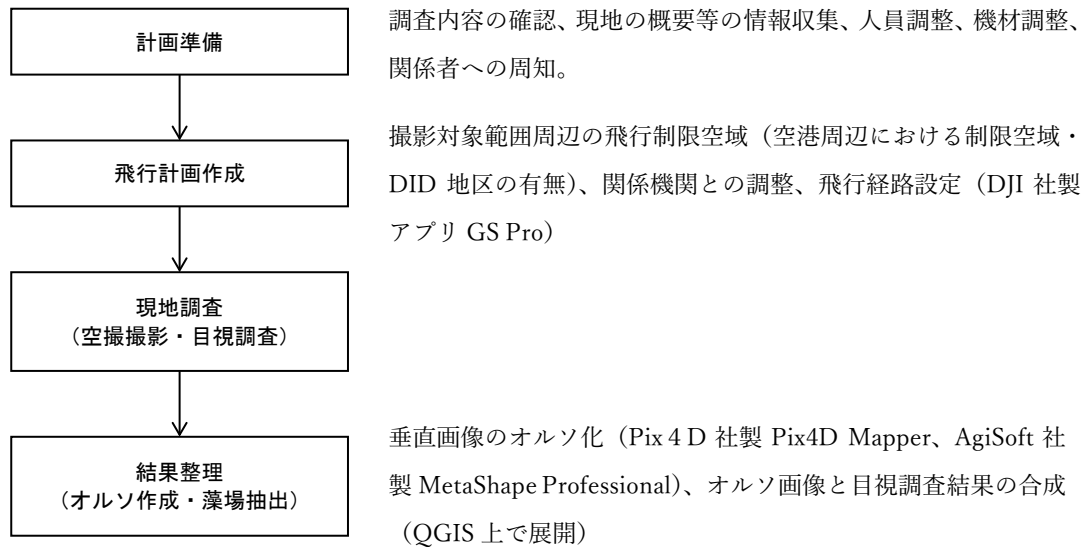 計画準備
調査内容の確認、現地の概要等の情報収集、人員調整、機材調整、
関係者への周知。
飛行計画作成
撮影対象範囲周辺の飛行制限空域（空港周辺における制限空域・
DID 地区の有無）、関係機関との調整、飛行経路設定（DJI 社製
アプリ GS Pro）
現地調査
（空撮撮影・目視調査）
結果整理
（オルソ作成・藻場抽出）
垂直画像のオルソ化（Pix４D 社製 Pix4D Mapper、AgiSoft 社
製 MetaShape Professional）、オルソ画像と目視調査結果の合成
（QGIS 上で展開）